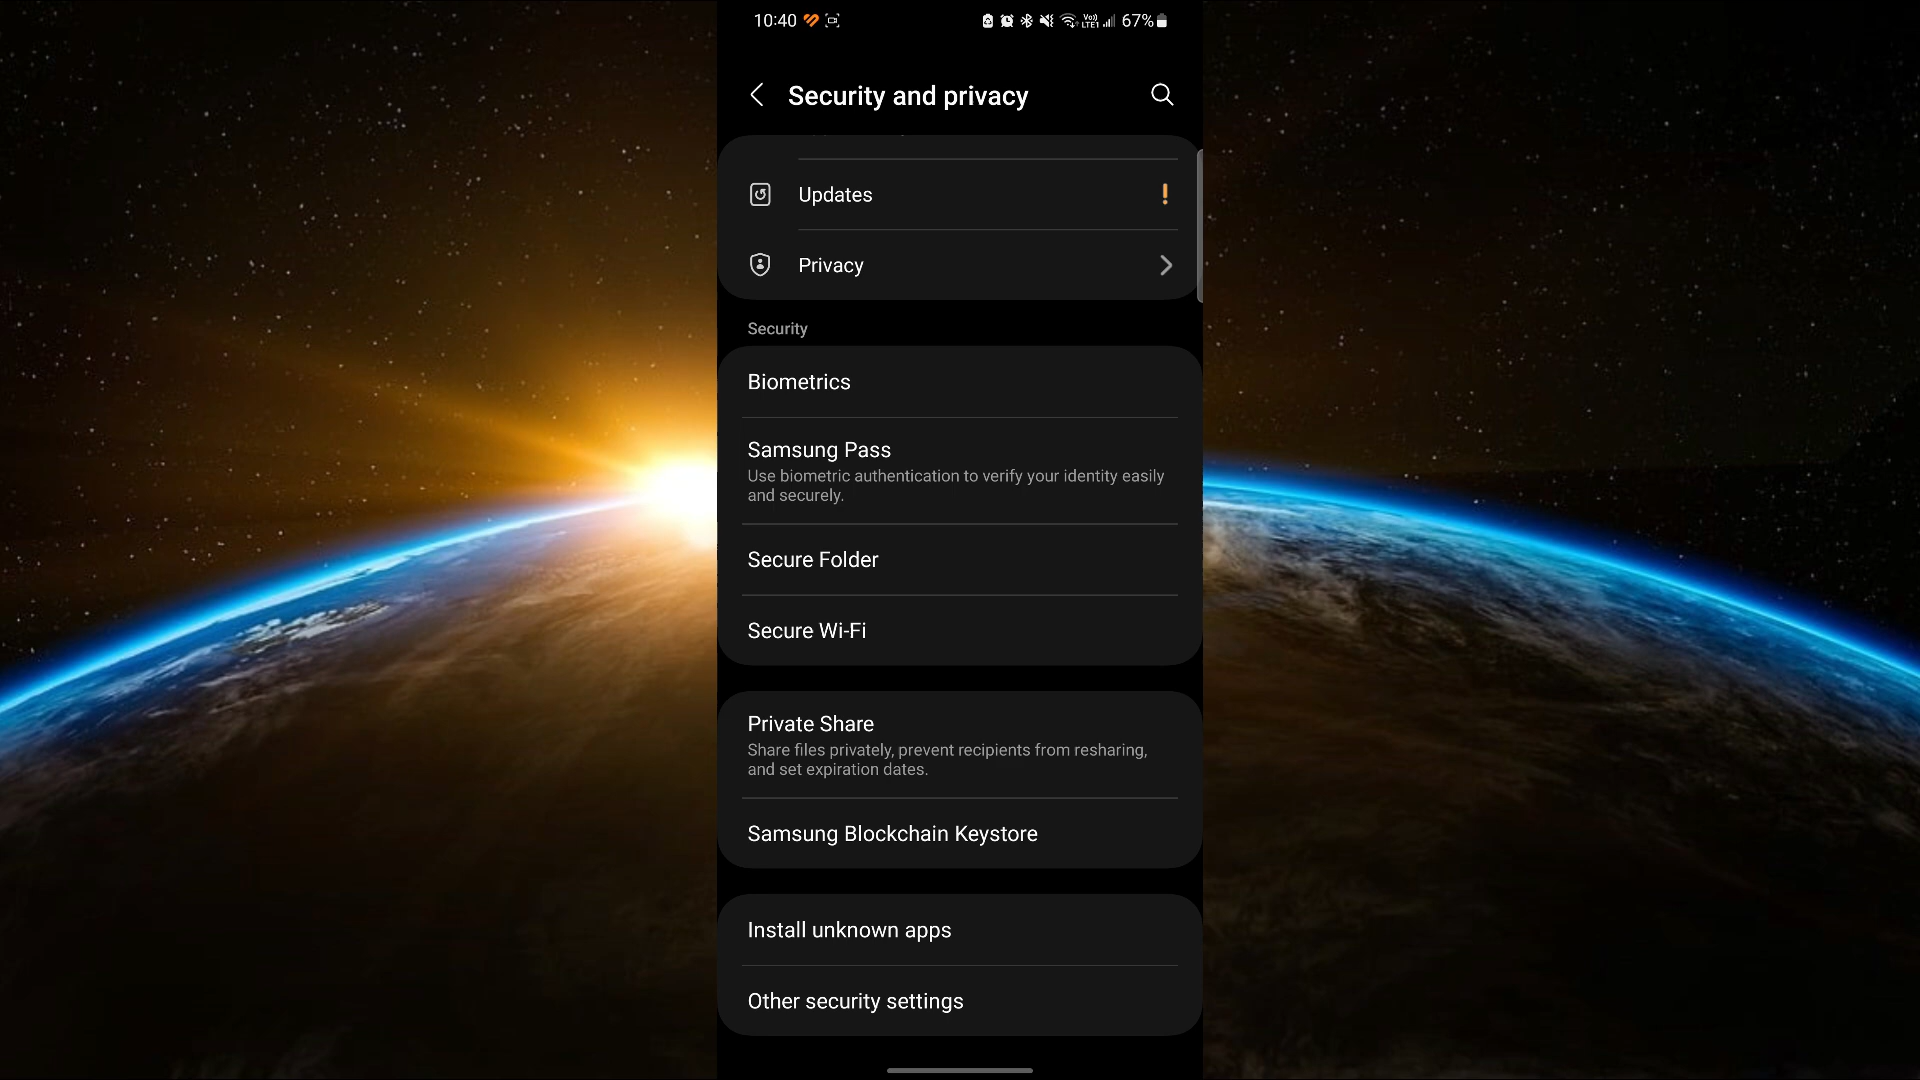 10:40 Vo)) LTE1 67%
Security and privacy
Updates
Privacy
Security
Biometrics
Samsung Pass
Use biometric authentication to verify your identity easily
and securely.
Secure Folder
Secure Wi-Fi
Private Share
Share files privately, prevent recipients from resharing,
and set expiration dates.
Samsung Blockchain Keystore
Install unknown apps
Other security settings